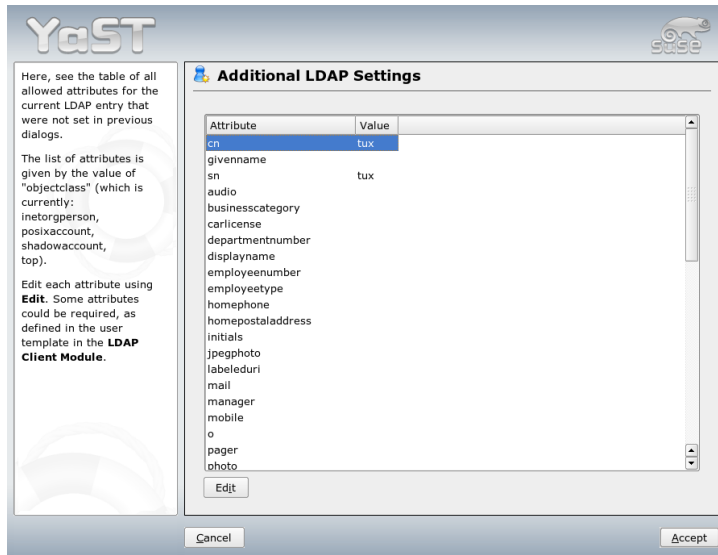 YaST
SUSE
Here, see the table of all
allowed attributes for the
current LDAP entry that
were not set in previous
dialogs.
The list of attributes is
given by the value of
"objectclass" (which is
currently:
inetorgperson,
posixaccount,
shadowaccount,
top).
Edit each attribute using
Edit. Some attributes
could be required, as
defined in the user
template in the LDAP
Client Module.
Additional LDAP Settings
Attribute Value
cn tux
givenname
sn tux
audio
businesscategory
carlicense
departmentnumber
displayname
employeenumber
employeetype
homephone
homepostaladdress
initials
jpegphoto
labeleduri
mail
manager
mobile
o
pager
photo
Edit
Cancel Accept